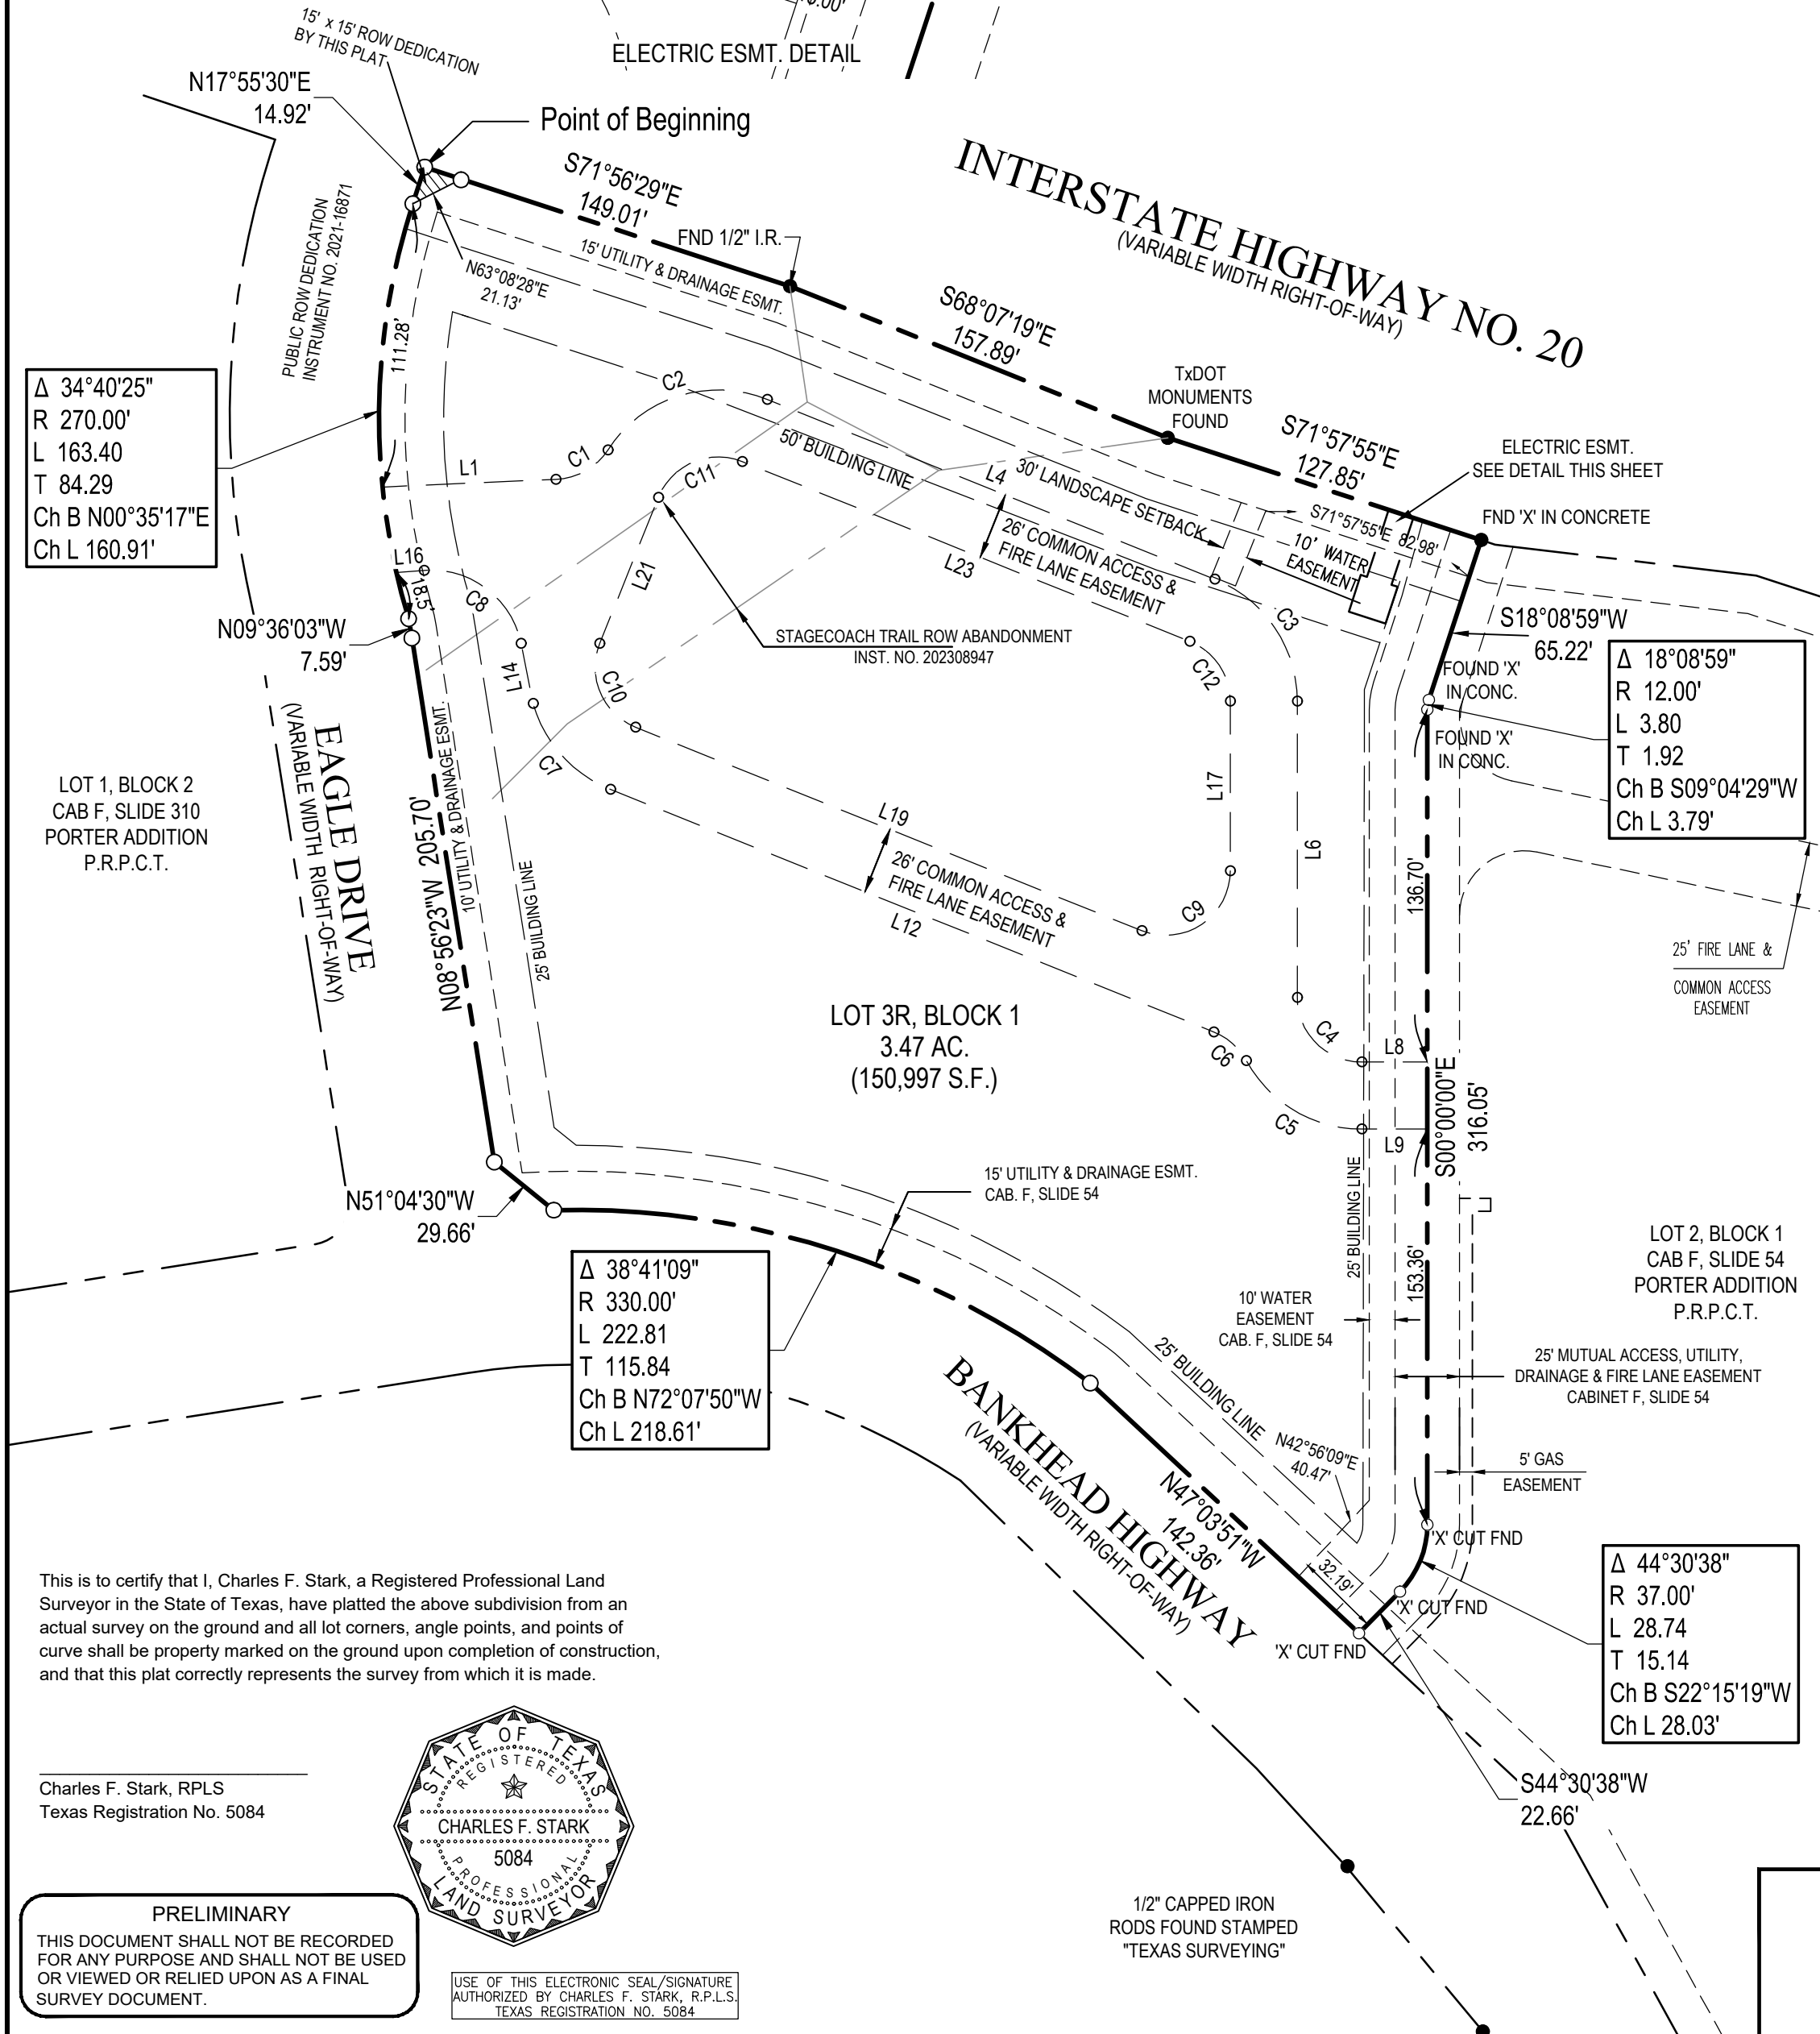 15' x 15' ROW DEDICATION
BY THIS PLAT
ELECTRIC ESMT. DETAIL
N17°55'30"E
14.92'
Point of Beginning
S71°56'29"E
149.01'
FND 1/2" I.R.
15' UTILITY & DRAINAGE ESMT.
INTERSTATE HIGHWAY NO. 20
(VARIABLE WIDTH RIGHT-OF-WAY)
PUBLIC ROW DEDICATION
INSTRUMENT NO. 2021-16871
N63°08'28"E
21.13'
S68°07'19"E
157.89'
111.28'
TxDOT
MONUMENTS
FOUND
S71°57'55"E
127.85'
ELECTRIC ESMT.
SEE DETAIL THIS SHEET
FND 'X' IN CONCRETE
Δ 34°40'25"
R 270.00'
L 163.40
T 84.29
Ch B N00°35'17"E
Ch L 160.91'
C2
C1
L1
C11
50' BUILDING LINE
L4
30' LANDSCAPE SETBACK
26' COMMON ACCESS &
FIRE LANE EASEMENT
L23
S71°57'55"E 82.98'
10' WATER
EASEMENT
L16
18.5'
C8
L21
C3
N09°36'03"W
7.59'
STAGECOACH TRAIL ROW ABANDONMENT
INST. NO. 202308947
S18°08'59"W
65.22'
FOUND 'X'
IN CONC.
FOUND 'X'
IN CONC.
Δ 18°08'59"
R 12.00'
L 3.80
T 1.92
Ch B S09°04'29"W
Ch L 3.79'
L14
C10
C12
C7
LOT 1, BLOCK 2
CAB F, SLIDE 310
PORTER ADDITION
P.R.P.C.T.
EAGLE DRIVE
(VARIABLE WIDTH RIGHT-OF-WAY)
N08°56'23"W 205.70'
10' UTILITY & DRAINAGE ESMT.
25' BUILDING LINE
L19
26' COMMON ACCESS &
FIRE LANE EASEMENT
L12
L17
L6
C9
136.70'
25' FIRE LANE &
COMMON ACCESS
EASEMENT
LOT 3R, BLOCK 1
3.47 AC.
(150,997 S.F.)
C4
C6
L8
C5
L9
S00°00'00"E
316.05'
N51°04'30"W
29.66'
15' UTILITY & DRAINAGE ESMT.
CAB. F, SLIDE 54
25' BUILDING LINE
153.36'
LOT 2, BLOCK 1
CAB F, SLIDE 54
PORTER ADDITION
P.R.P.C.T.
Δ 38°41'09"
R 330.00'
L 222.81
T 115.84
Ch B N72°07'50"W
Ch L 218.61'
10' WATER
EASEMENT
CAB. F, SLIDE 54
25' BUILDING LINE
25' MUTUAL ACCESS, UTILITY,
DRAINAGE & FIRE LANE EASEMENT
CABINET F, SLIDE 54
BANKHEAD HIGHWAY
(VARIABLE WIDTH RIGHT-OF-WAY)
N42°56'09"E
40.47'
5' GAS
EASEMENT
N47°03'51"W
142.36'
32.19'
'X' CUT FND
'X' CUT FND
'X' CUT FND
Δ 44°30'38"
R 37.00'
L 28.74
T 15.14
Ch B S22°15'19"W
Ch L 28.03'
S44°30'38"W
22.66'
This is to certify that I, Charles F. Stark, a Registered Professional Land
Surveyor in the State of Texas, have platted the above subdivision from an
actual survey on the ground and all lot corners, angle points, and points of
curve shall be property marked on the ground upon completion of construction,
and that this plat correctly represents the survey from which it is made.
Charles F. Stark, RPLS
Texas Registration No. 5084
STATE OF TEXAS
REGISTERED
CHARLES F. STARK
5084
PROFESSIONAL
LAND SURVEYOR
PRELIMINARY
THIS DOCUMENT SHALL NOT BE RECORDED
FOR ANY PURPOSE AND SHALL NOT BE USED
OR VIEWED OR RELIED UPON AS A FINAL
SURVEY DOCUMENT.
USE OF THIS ELECTRONIC SEAL/SIGNATURE
AUTHORIZED BY CHARLES F. STARK, R.P.L.S.
TEXAS REGISTRATION NO. 5084
1/2" CAPPED IRON
RODS FOUND STAMPED
"TEXAS SURVEYING"